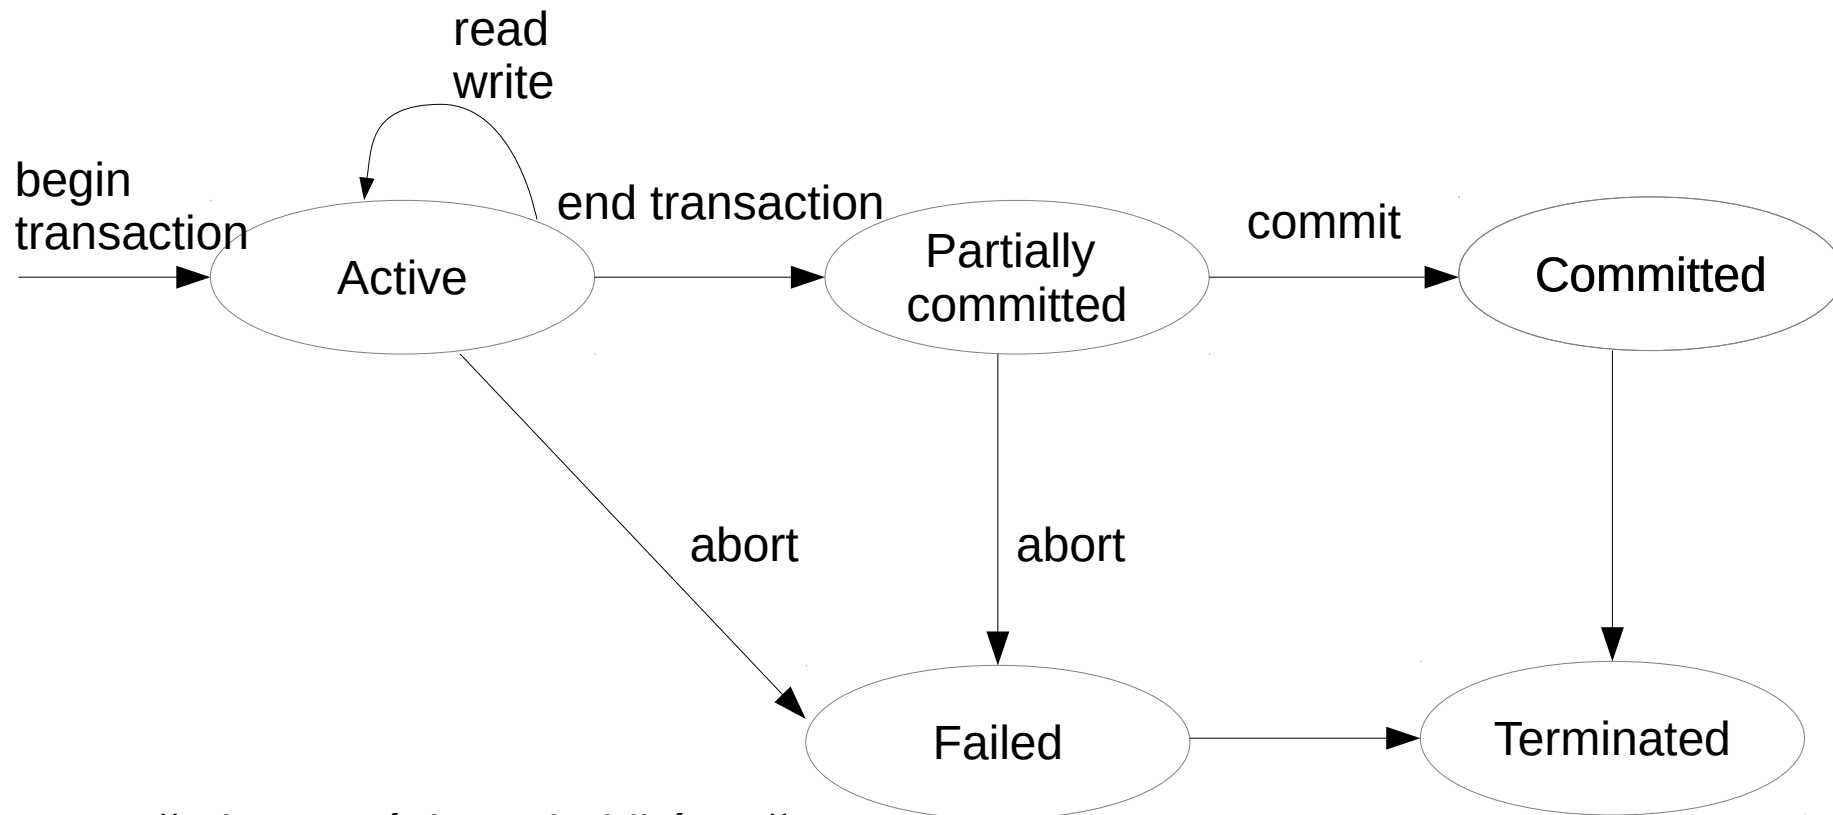 read
write
begin
transaction
end transaction
commit
Active
Partially
committed
Committed
abort
abort
Failed
Terminated